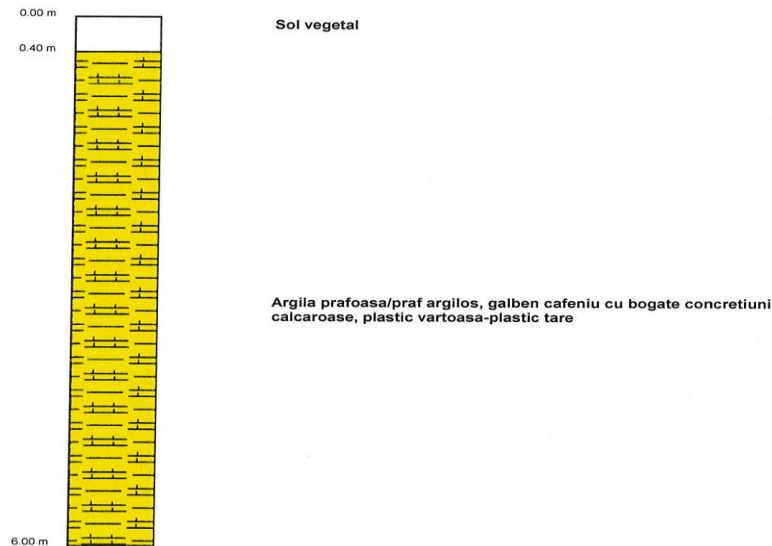 0.00 m
Sol vegetal
0.40 m
Argila prafoasa/praf argilos, galben cafeniu cu bogate concretiuni
calcaroase, plastic vartoasa-plastic tare
6.00 m